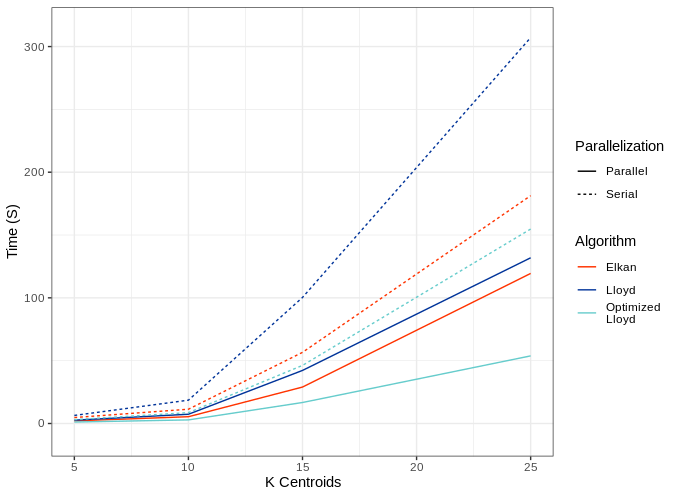 300
200
100
0
Time (S)
5
10
15
20
25
K Centroids
Parallelization
Parallel
Serial
Algorithm
Elkan
Lloyd
Optimized
Lloyd